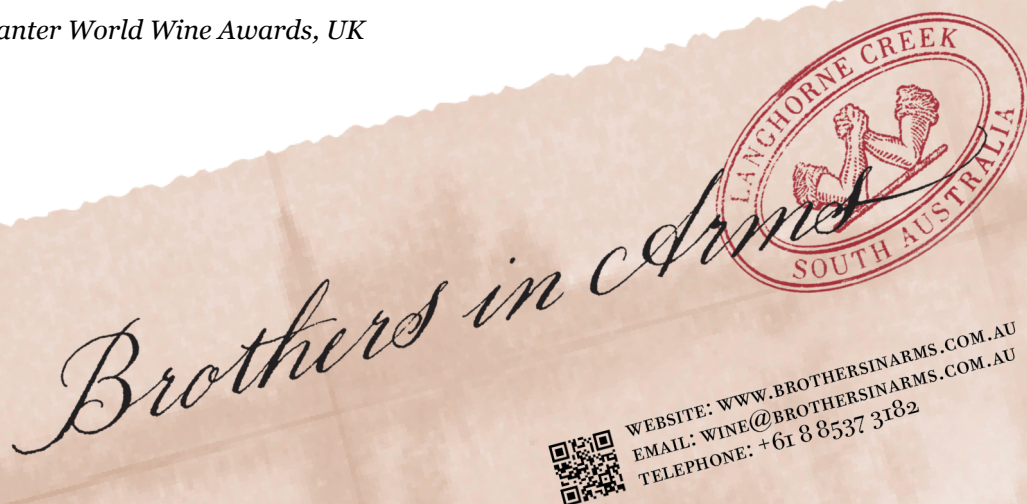 World Wine Awards, UK
LANGHORNE CREEK
SOUTH AUSTRALIA
Brothers in Arms
WEBSITE: WWW.BROTHERSINARMS.COM.AU
EMAIL: WINE@BROTHERSINARMS.COM.AU
TELEPHONE: +61 8 8537 3182